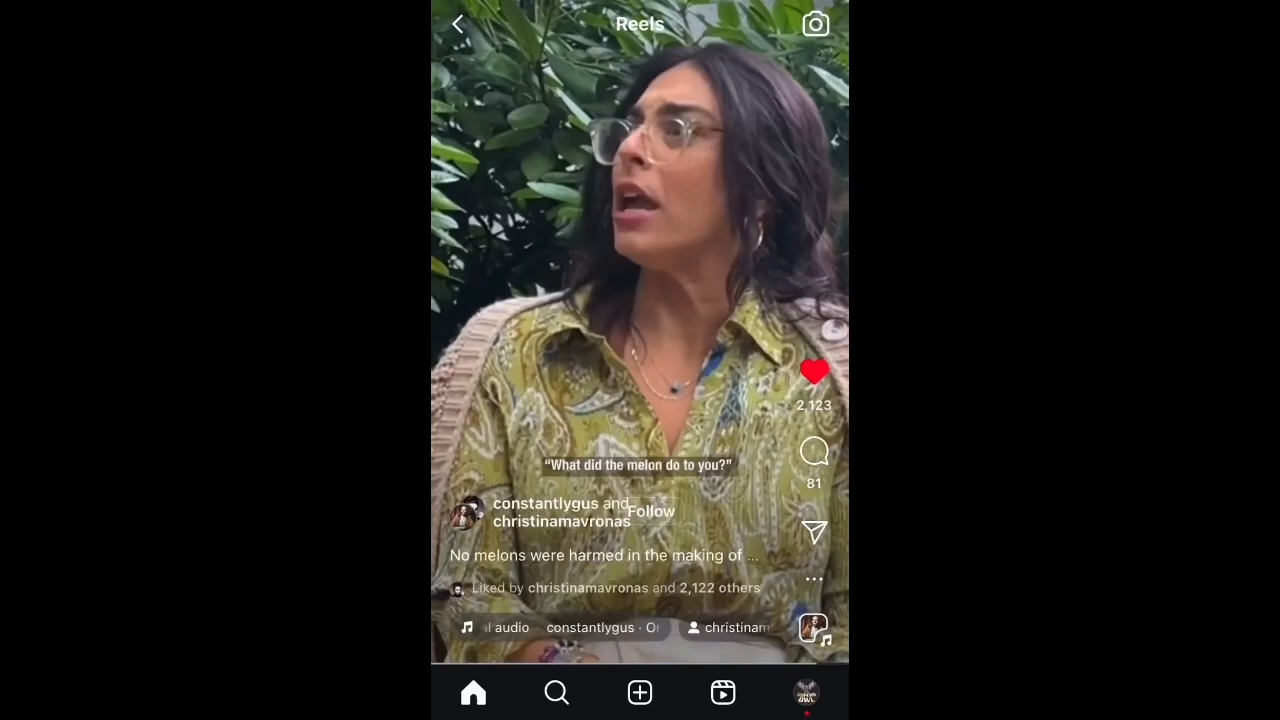 Reels
2,123
“What did the melon do to you?”
81
constantlygus and
christinamavronas
Follow
No melons were harmed in the making of ...
Liked by christinamavronas and 2,122 others
l audio constantlygus · Or
christinam